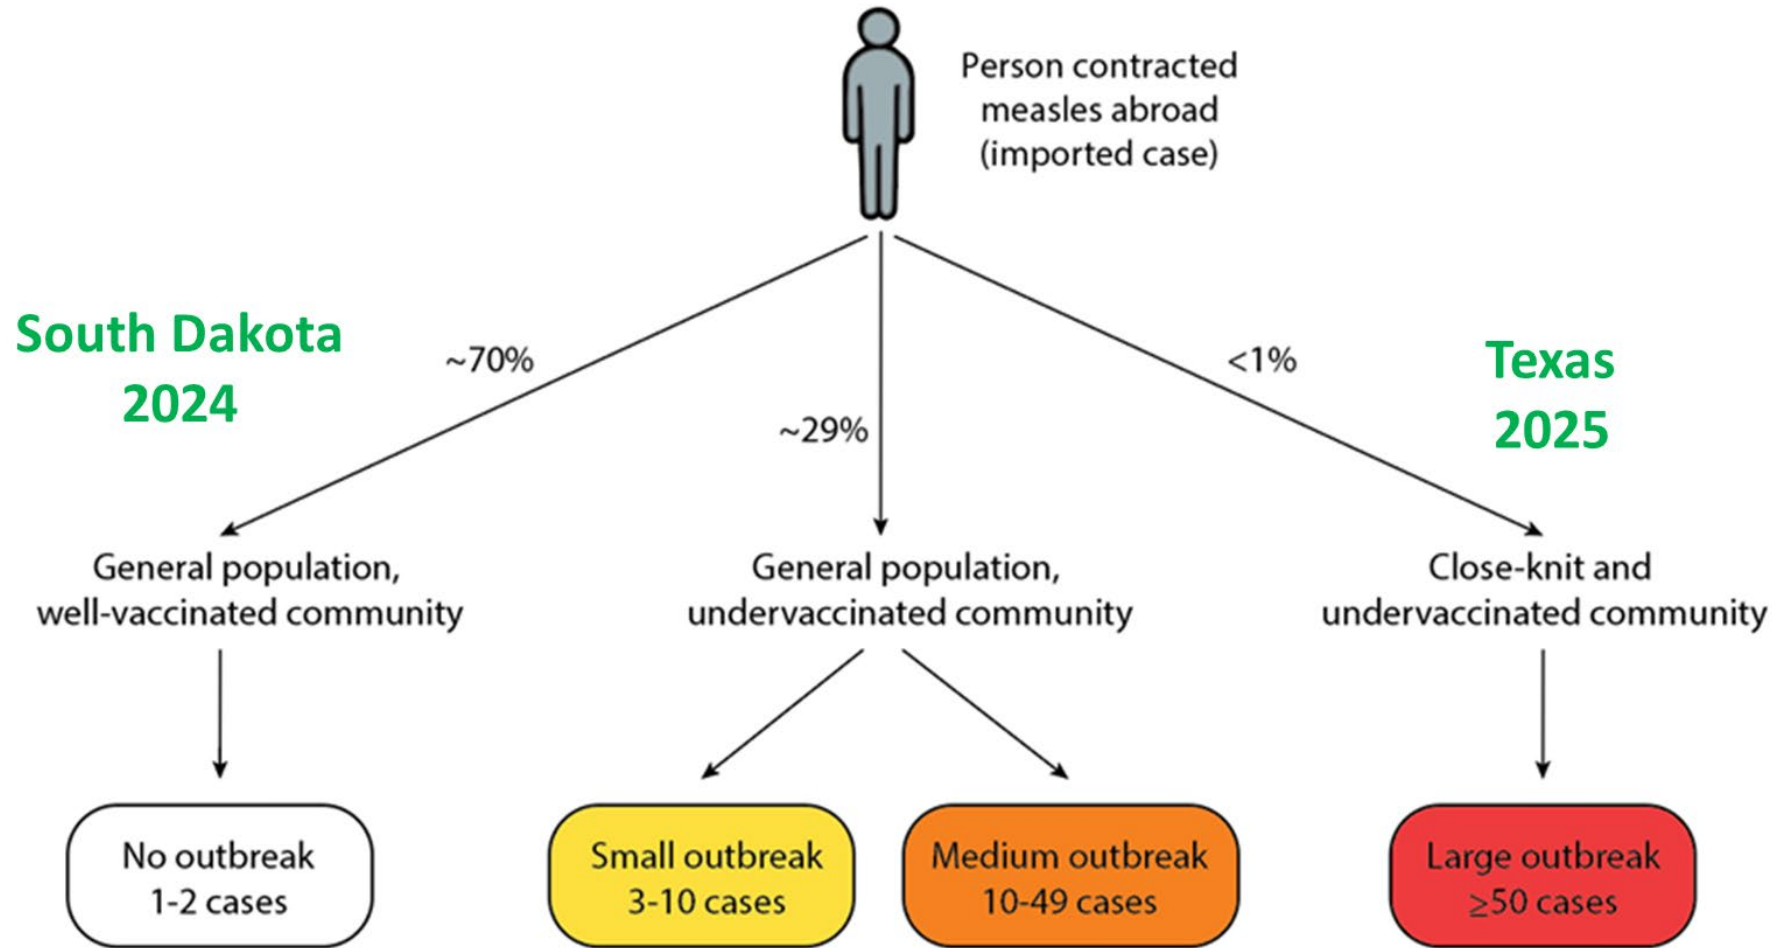 Person contracted
measles abroad
(imported case)
South Dakota
2024
~70%
~29%
<1%
Texas
2025
General population,
well-vaccinated community
General population,
undervaccinated community
Close-knit and
undervaccinated community
No outbreak
1-2 cases
Small outbreak
3-10 cases
Medium outbreak
10-49 cases
Large outbreak
≥50 cases